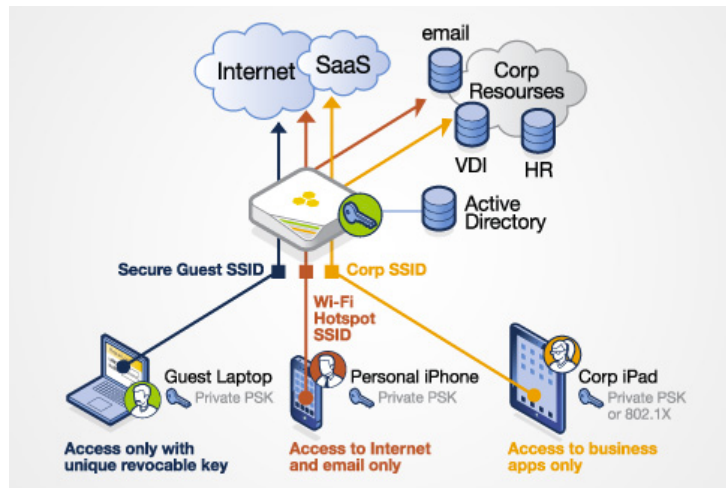 email
Internet
SaaS
Corp
Resourses
VDI
HR
Active
Directory
Secure Guest SSID
Corp SSID
Wi-Fi
Hotspot
SSID
Guest Laptop
Private PSK
Personal iPhone
Private PSK
Corp iPad
Private PSK
or 802.1X
Access only with
unique revocable key
Access to Internet
and email only
Access to business
apps only